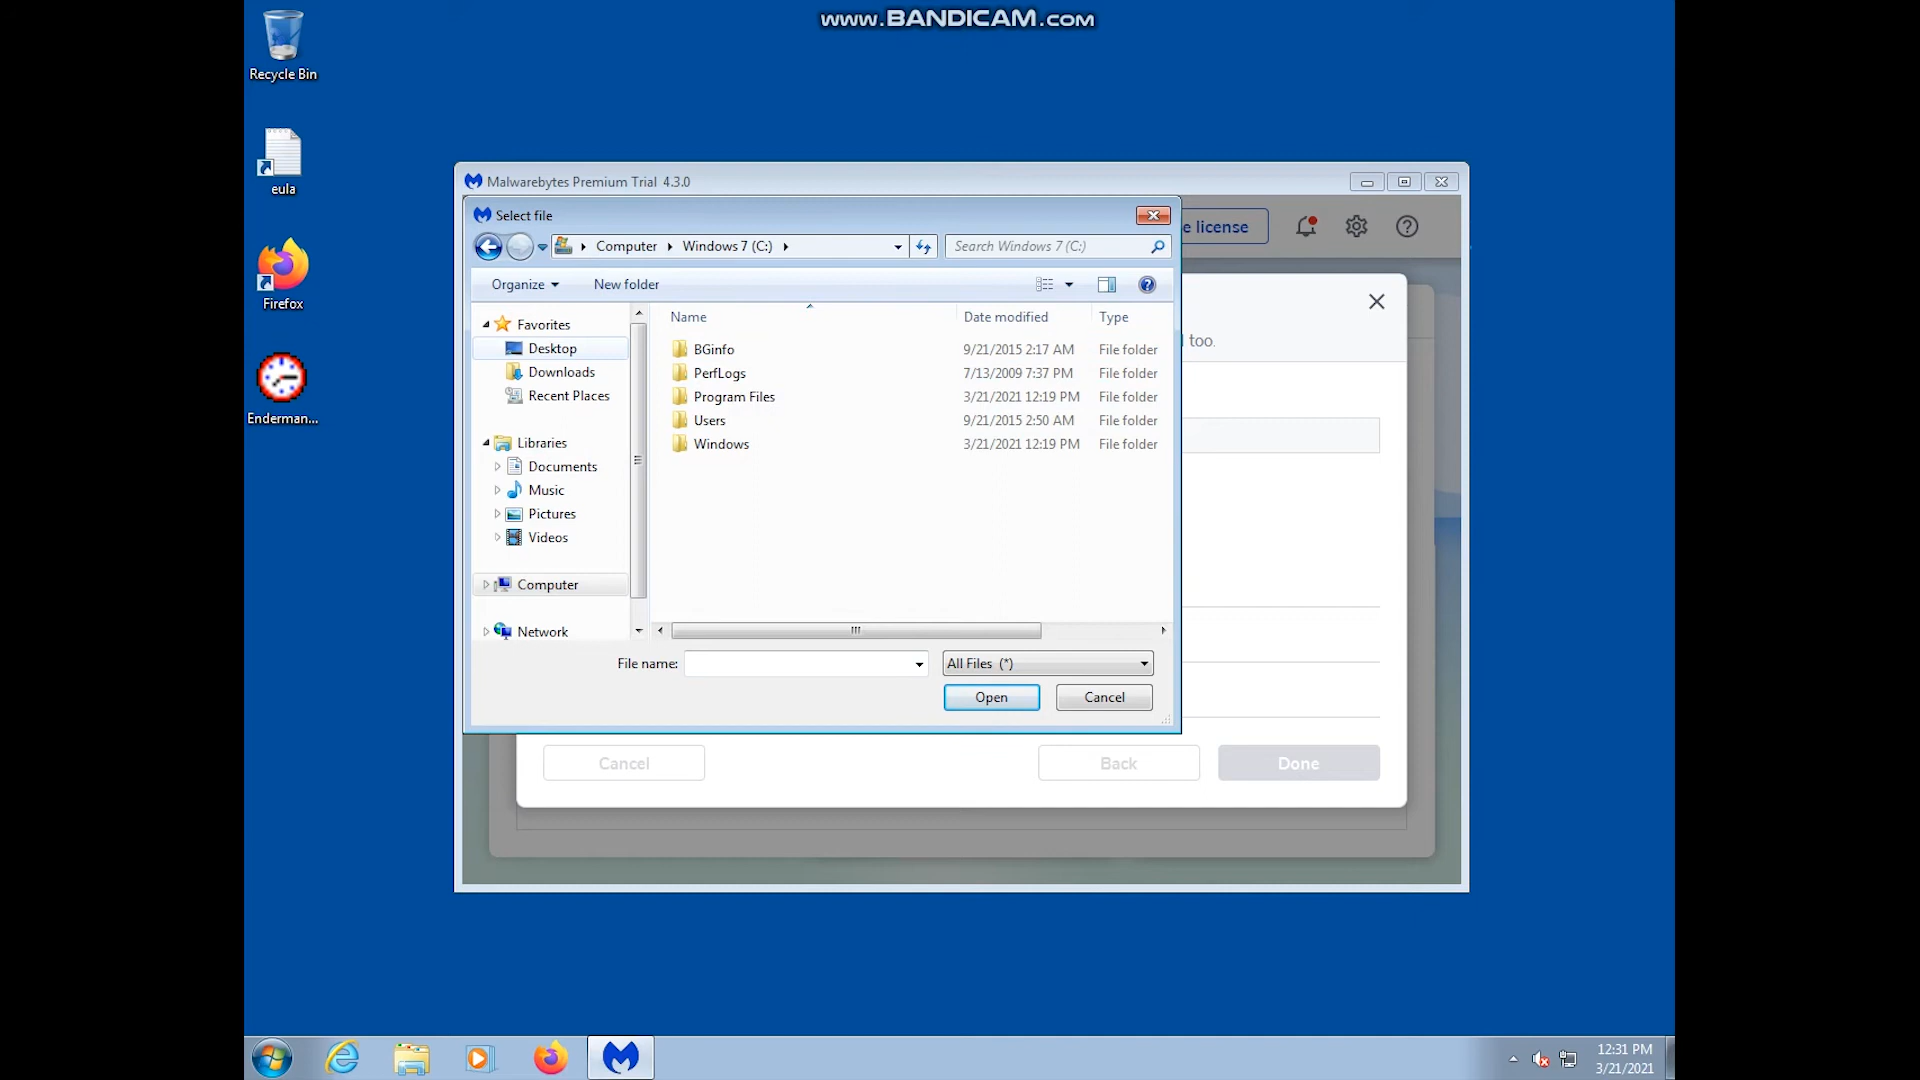 www.BANDICAM.com
Recycle Bin
eula
Firefox
Enderman...
Malwarebytes Premium Trial 4.3.0
e license
too.
Select file
Computer
Windows 7 (C:)
Search Windows 7 (C:)
Organize
New folder
Favorites
Desktop
Downloads
Recent Places
Libraries
Documents
Music
Pictures
Videos
Computer
Network
Name Date modified Type
BGinfo 9/21/2015 2:17 AM File folder
PerfLogs 7/13/2009 7:37 PM File folder
Program Files 3/21/2021 12:19 PM File folder
Users 9/21/2015 2:50 AM File folder
Windows 3/21/2021 12:19 PM File folder
File name:
All Files (*)
Open
Cancel
Cancel
Back
Done
12:31 PM
3/21/2021